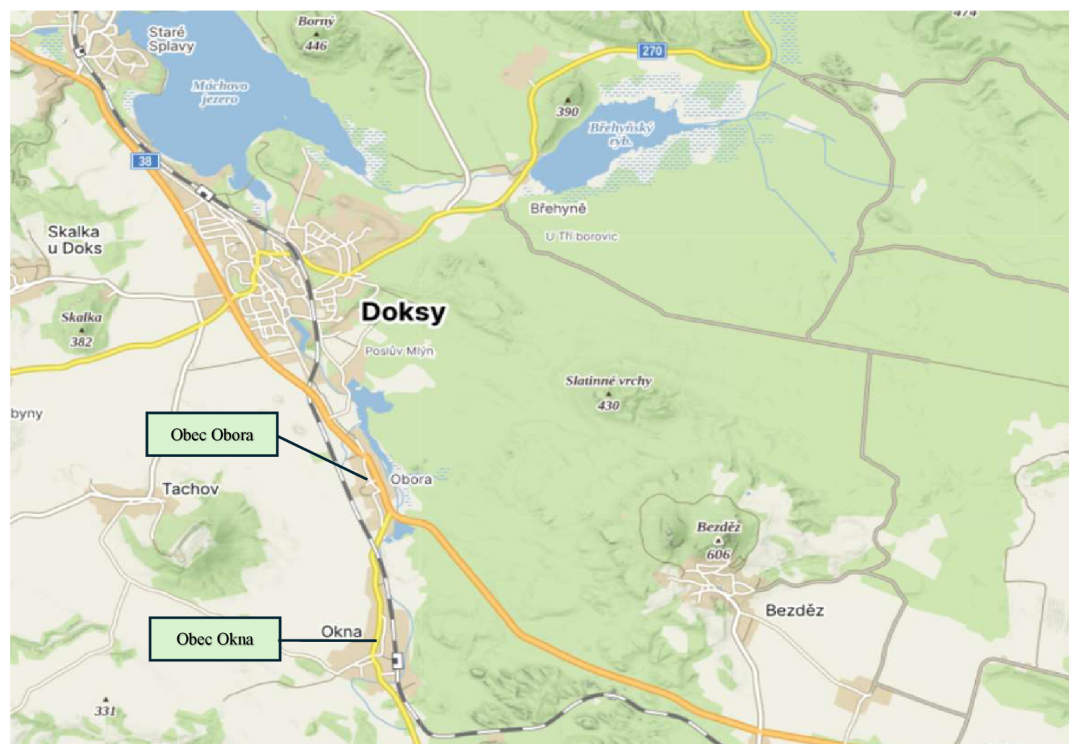 Staré
Splavy
Borný
446
474
270
Máchovo
jezero
390
Břehyňský
ryb.
38
Břehyně
U Tří borovic
Skalka
u Doks
Doksy
Skalka
382
Poslův Mlýn
Slatinné vrchy
430
byny
Obec Obora
Obora
Tachov
Bezděz
606
Bezděz
Obec Okna
Okna
331